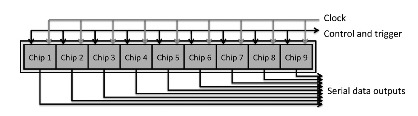 Clock
Control and trigger
Chip 1 Chip 2 Chip 3 Chip 4 Chip 5 Chip 6 Chip 7 Chip 8 Chip 9
Serial data outputs